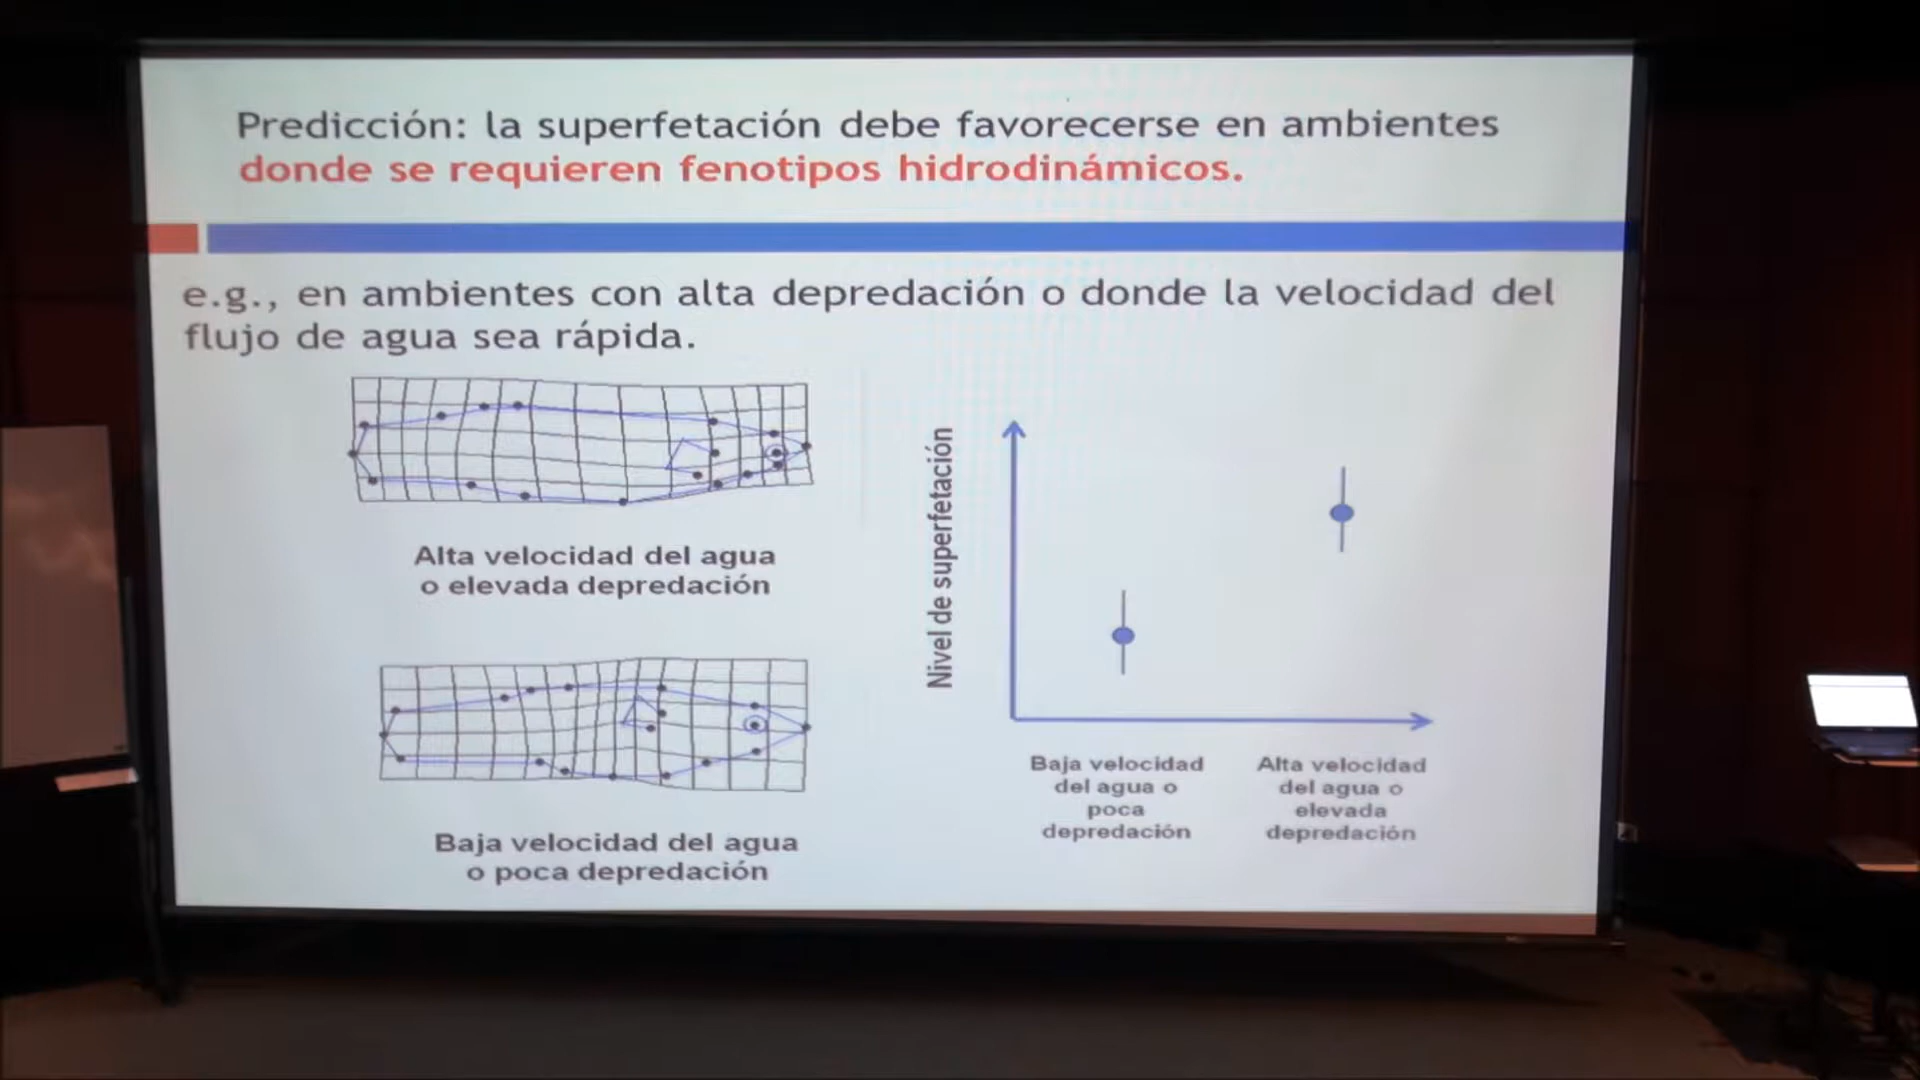 Predicción: la superfetación debe favorecerse en ambientes
donde se requieren fenotipos hidrodinámicos.
e.g., en ambientes con alta depredación o donde la velocidad del
flujo de agua sea rápida.
Alta velocidad del agua
o elevada depredación
Baja velocidad del agua
o poca depredación
Nivel de superfetación
Baja velocidad
del agua o
poca
depredación
Alta velocidad
del agua o
elevada
depredación